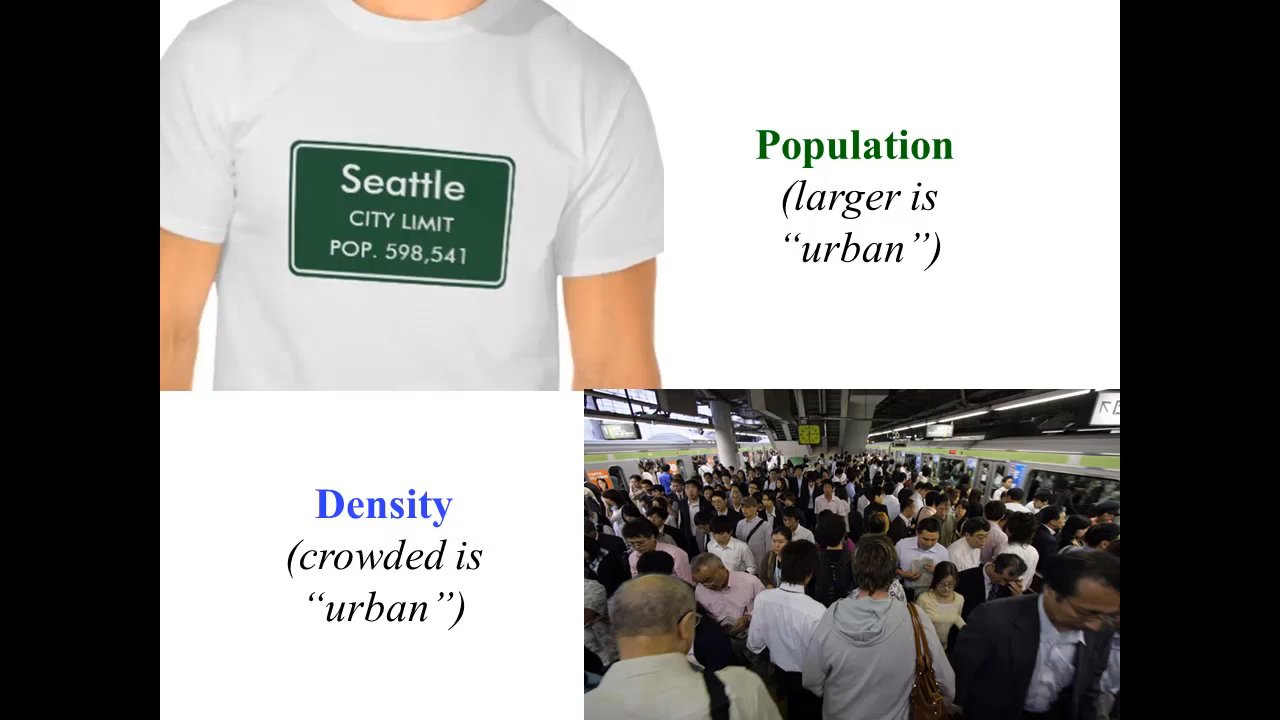 Seattle
CITY LIMIT
POP. 598,541
Population
(larger is
“urban”)
Density
(crowded is
“urban”)